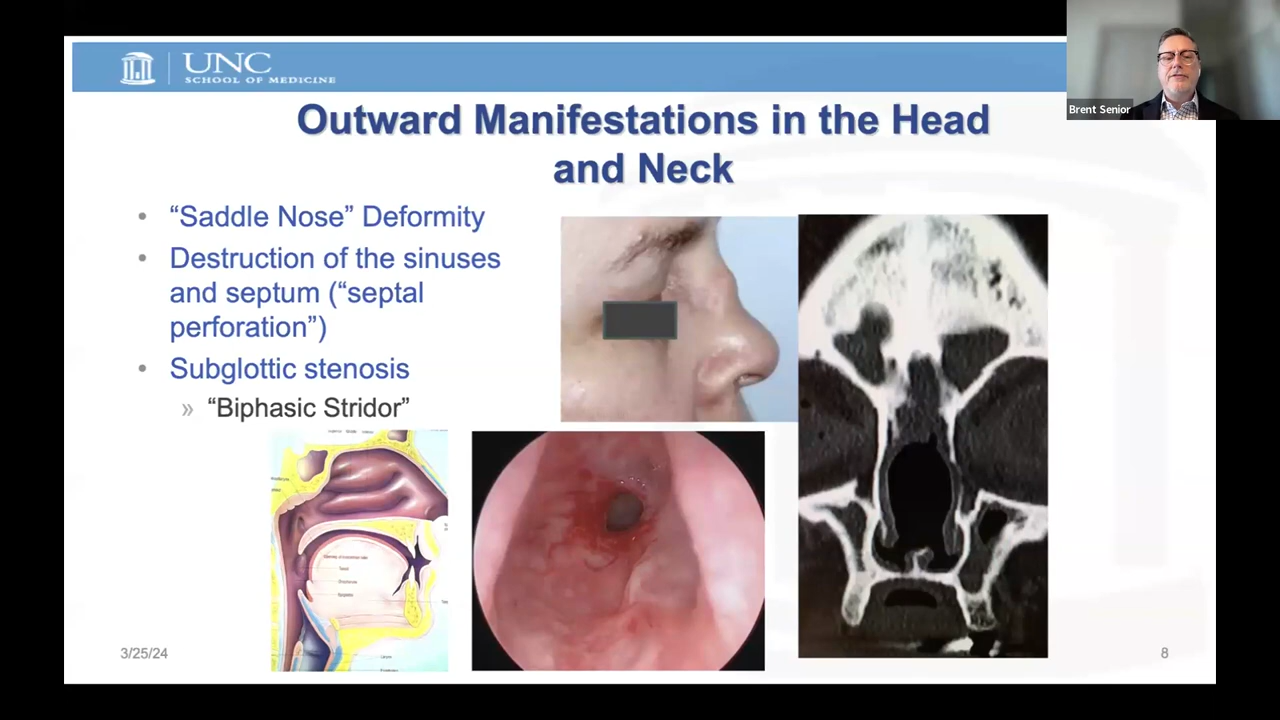 UNC
SCHOOL OF MEDICINE
Brent Senior
Outward Manifestations in the Head
and Neck
• “Saddle Nose” Deformity
• Destruction of the sinuses
and septum (“septal
perforation”)
• Subglottic stenosis
» “Biphasic Stridor”
3/25/24
8